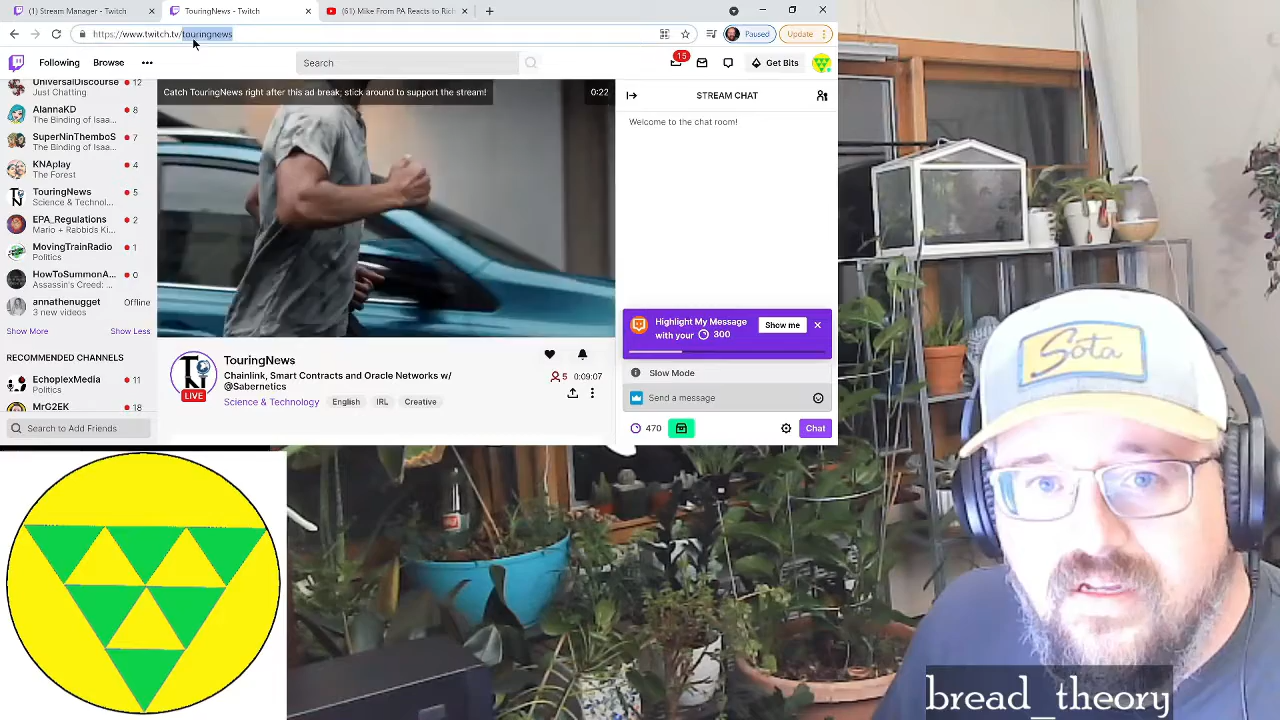 (1) Stream Manager - Twitch
TouringNews - Twitch
(61) Mike From PA Reacts to Rich
https://www.twitch.tv/touringnews
Paused
Update
Following
Browse
Search
15
Get Bits
UniversalDiscourse
12
Just Chatting
AlannaKD
8
The Binding of Isaa...
SuperNinThemboS
7
The Binding of Isaa...
KNAplay
4
The Forest
TouringNews
5
Science & Technol...
EPA_Regulations
2
Mario + Rabbids Ki...
MovingTrainRadio
1
Politics
HowToSummonA...
0
Assassin's Creed: ...
annathenugget
Offline
3 new videos
Show More
Show Less
RECOMMENDED CHANNELS
EchoplexMedia
11
Politics
MrG2EK
18
Search to Add Friends
Catch TouringNews right after this ad break; stick around to support the stream!
0:22
LIVE
TouringNews
Chainlink, Smart Contracts and Oracle Networks w/
@Sabernetics
Science & Technology
English
IRL
Creative
5
0:09:07
STREAM CHAT
Welcome to the chat room!
Highlight My Message
with your 300
Show me
Slow Mode
Send a message
470
Chat
Sota
bread_theory